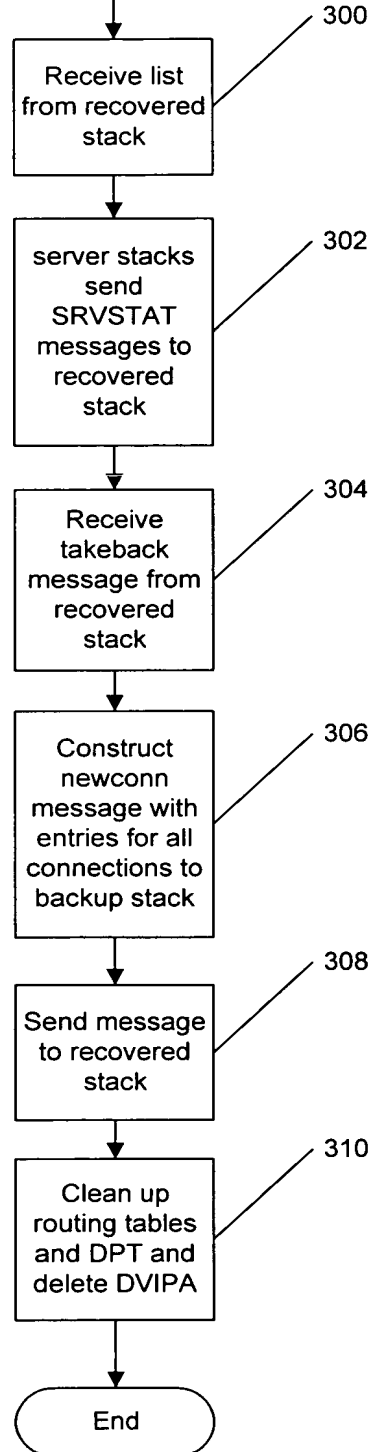 300
Receive list
from recovered
stack
302
server stacks
send
SRVSTAT
messages to
recovered
stack
304
Receive
takeback
message from
recovered
stack
306
Construct
newconn
message with
entries for all
connections to
backup stack
308
Send message
to recovered
stack
310
Clean up
routing tables
and DPT and
delete DVIPA
End